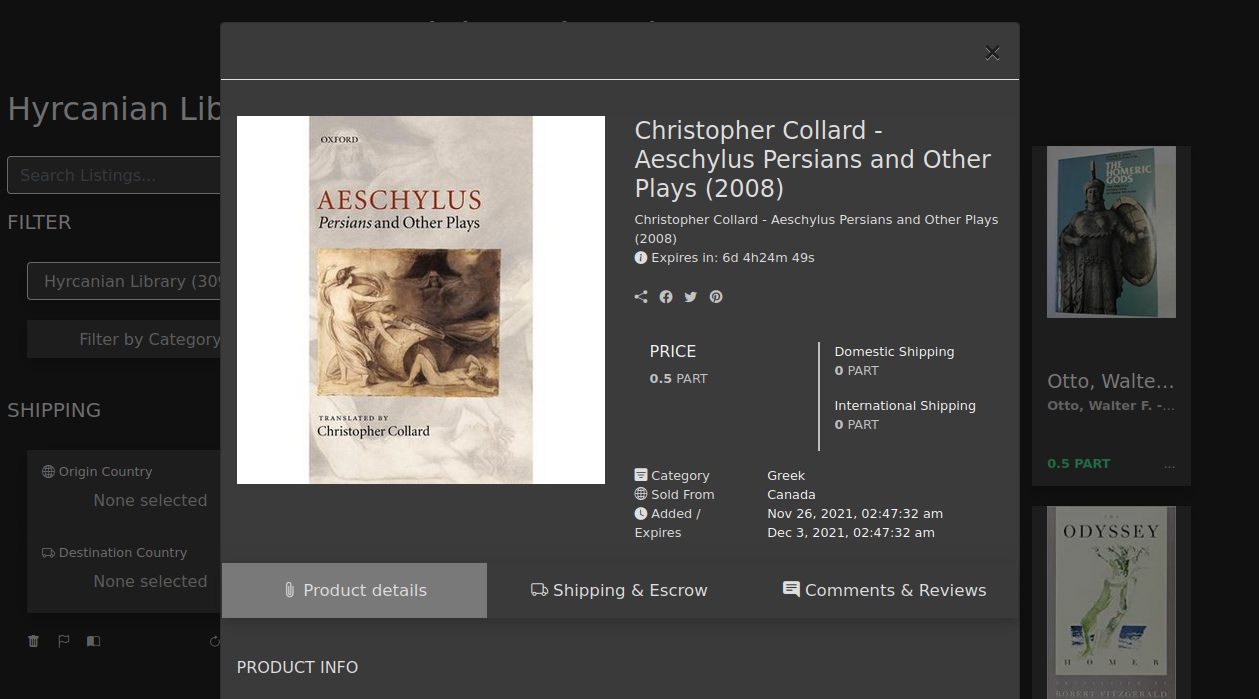 Hyrcanian Lib
Search Listings...
FILTER
Hyrcanian Library (309
Filter by Category
SHIPPING
Origin Country
None selected
Destination Country
None selected
×
OXFORD
AESCHYLUS
Persians and Other Plays
TRANSLATED BY
Christopher Collard
Christopher Collard -
Aeschylus Persians and Other
Plays (2008)
Christopher Collard - Aeschylus Persians and Other Plays
(2008)
Expires in: 6d 4h24m 49s
PRICE
0.5 PART
Domestic Shipping
0 PART
International Shipping
0 PART
Category Greek
Sold From Canada
Added / Nov 26, 2021, 02:47:32 am
Expires Dec 3, 2021, 02:47:32 am
Product details
Shipping & Escrow
Comments & Reviews
PRODUCT INFO
THE
HOMERIC
GODS
Otto, Walte...
Otto, Walter F. -...
0.5 PART
...
THE
ODYSSEY
HOMER
TRANSLATED BY
ROBERT FITZGERALD